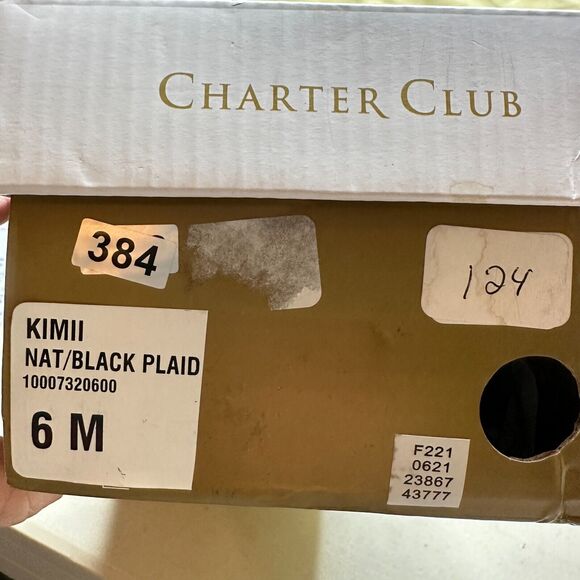 CHARTER CLUB
384
124
KIMII
NAT/BLACK PLAID
10007320600
6 M
F221
0621
23867
43777